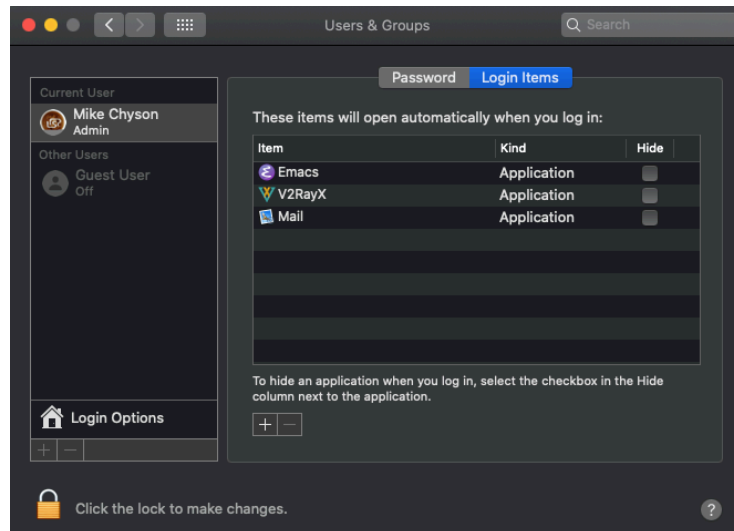 Users & Groups
Search
Password
Login Items
Current User
Mike Chyson
Admin
Other Users
Guest User
Off
These items will open automatically when you log in:
Item Kind Hide
Emacs Application
V2RayX Application
Mail Application
To hide an application when you log in, select the checkbox in the Hide
column next to the application.
Login Options
+ −
+ −
Click the lock to make changes.
?